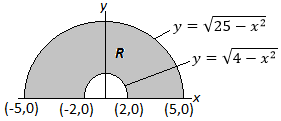 y
y = √(25 − x²)
R
y = √(4 − x²)
x
(-5,0) (-2,0) (2,0) (5,0)